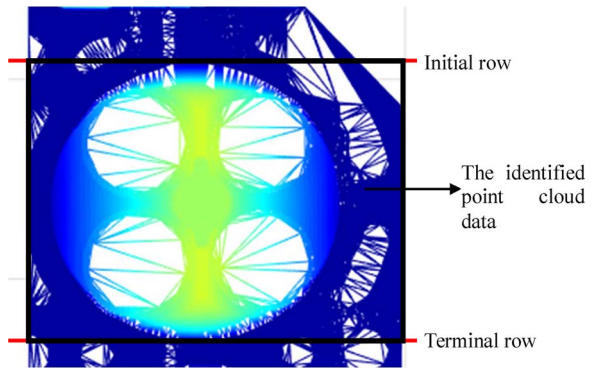 Initial row
The identified
point cloud
data
Terminal row